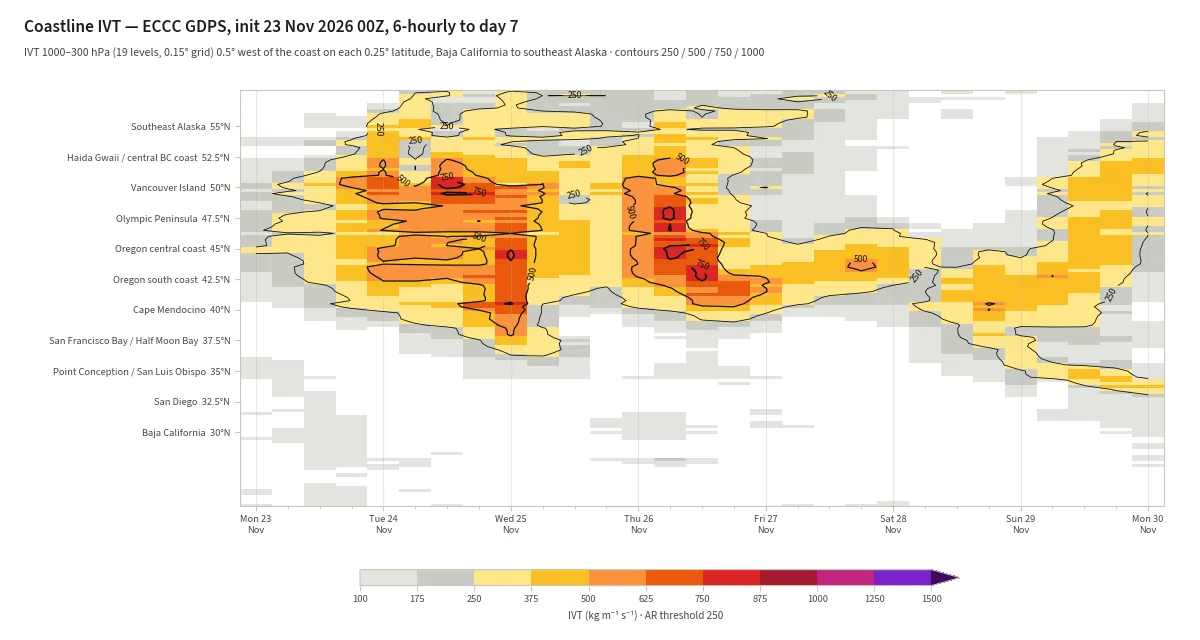 Coastline IVT — ECCC GDPS, init 23 Nov 2026 00Z, 6-hourly to day 7
IVT 1000–300 hPa (19 levels, 0.15° grid) 0.5° west of the coast on each 0.25° latitude, Baja California to southeast Alaska · contours 250 / 500 / 750 / 1000
Southeast Alaska 55°N
Haida Gwaii / central BC coast 52.5°N
Vancouver Island 50°N
Olympic Peninsula 47.5°N
Oregon central coast 45°N
Oregon south coast 42.5°N
Cape Mendocino 40°N
San Francisco Bay / Half Moon Bay 37.5°N
Point Conception / San Luis Obispo 35°N
San Diego 32.5°N
Baja California 30°N
250
250
250
250
250
250
250
250
250
500
500
500
500
500
500
750
750
750
750
Mon 23 Nov
Tue 24 Nov
Wed 25 Nov
Thu 26 Nov
Fri 27 Nov
Sat 28 Nov
Sun 29 Nov
Mon 30 Nov
100 175 250 375 500 625 750 875 1000 1250 1500
IVT (kg m⁻¹ s⁻¹) · AR threshold 250